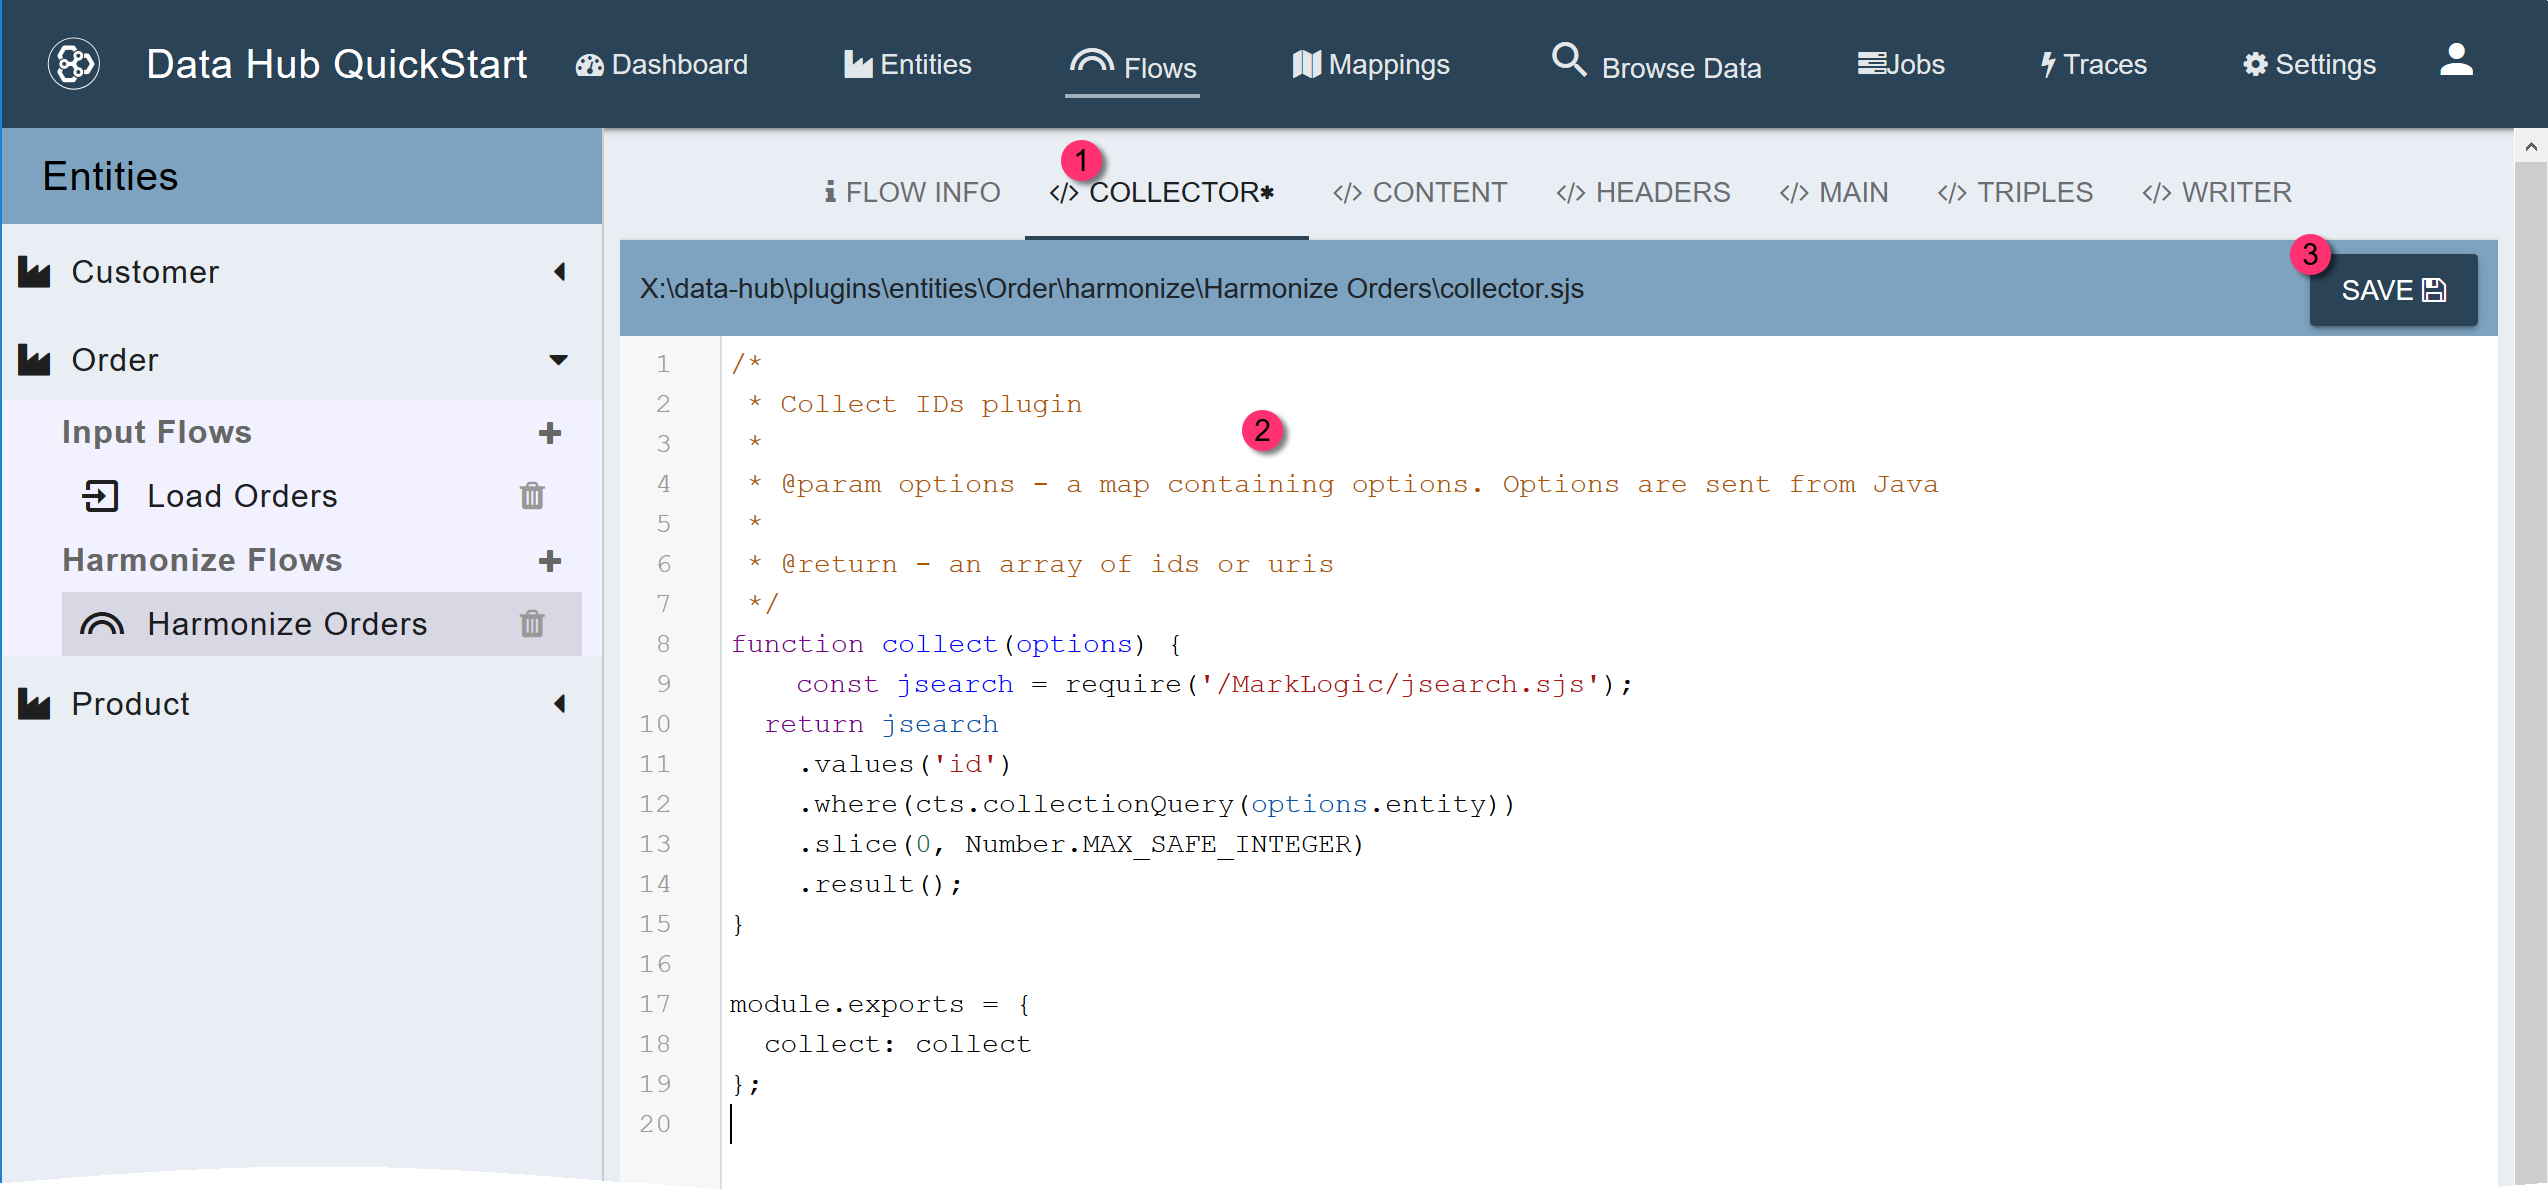 Data Hub QuickStart Dashboard Entities Flows Mappings Browse Data Jobs Traces Settings
Entities
Customer
Order
Input Flows
Load Orders
Harmonize Flows
Harmonize Orders
Product
1
FLOW INFO </> COLLECTOR* </> CONTENT </> HEADERS </> MAIN </> TRIPLES </> WRITER
X:\data-hub\plugins\entities\Order\harmonize\Harmonize Orders\collector.sjs
3
SAVE
1 /*
2  * Collect IDs plugin
2
3  *
4  * @param options - a map containing options. Options are sent from Java
5  *
6  * @return - an array of ids or uris
7  */
8 function collect(options) {
9     const jsearch = require('/MarkLogic/jsearch.sjs');
10   return jsearch
11     .values('id')
12     .where(cts.collectionQuery(options.entity))
13     .slice(0, Number.MAX_SAFE_INTEGER)
14     .result();
15 }
16
17 module.exports = {
18   collect: collect
19 };
20